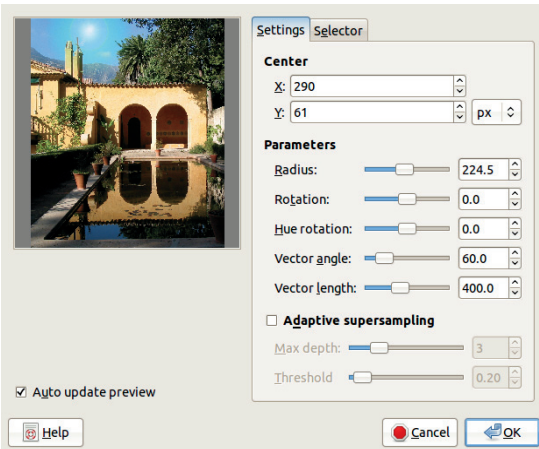 Settings Selector
Center
X: 290
Y: 61 px
Parameters
Radius: 224.5
Rotation: 0.0
Hue rotation: 0.0
Vector angle: 60.0
Vector length: 400.0
Adaptive supersampling
Max depth: 3
Threshold 0.20
Auto update preview
Help Cancel OK